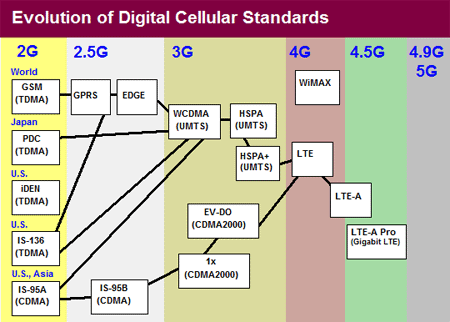 Evolution of Digital Cellular Standards
2G
2.5G
3G
4G
4.5G
4.9G
5G
World
GSM
(TDMA)
GPRS
EDGE
WCDMA
(UMTS)
HSPA
(UMTS)
HSPA+
(UMTS)
WiMAX
LTE
LTE-A
LTE-A Pro
(Gigabit LTE)
Japan
PDC
(TDMA)
U.S.
iDEN
(TDMA)
U.S.
IS-136
(TDMA)
EV-DO
(CDMA2000)
1x
(CDMA2000)
U.S., Asia
IS-95A
(CDMA)
IS-95B
(CDMA)